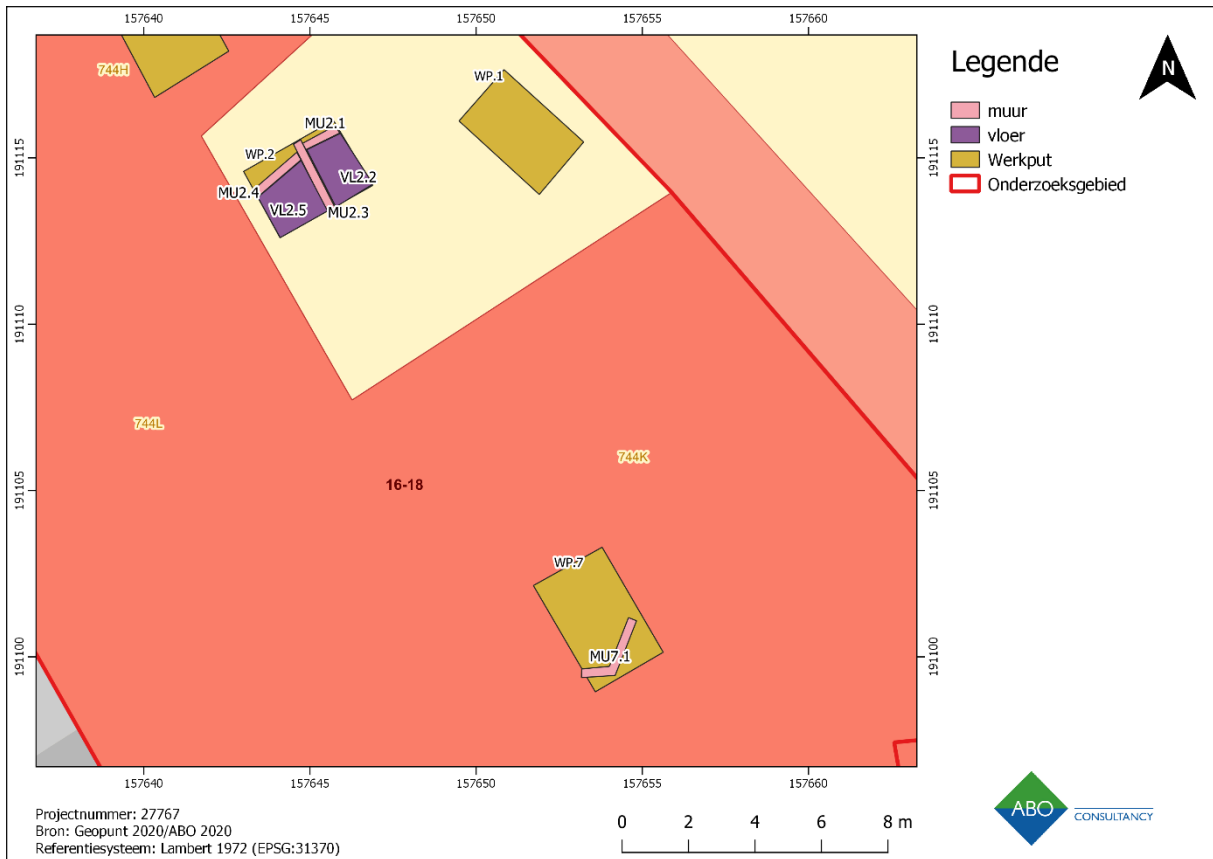 157640 157645 157650 157655 157660
Legende
N
muur
vloer
Werkput
Onderzoeksgebied
744H
WP.1
MU2.1
WP.2
VL2.2
MU2.4
VL2.5
MU2.3
191115
191115
191110
191110
744L
744K
16-18
191105
191105
WP.7
MU7.1
191100
191100
157640 157645 157650 157655 157660
Projectnummer: 27767
Bron: Geopunt 2020/ABO 2020
Referentiesysteem: Lambert 1972 (EPSG:31370)
0 2 4 6 8 m
ABO
CONSULTANCY